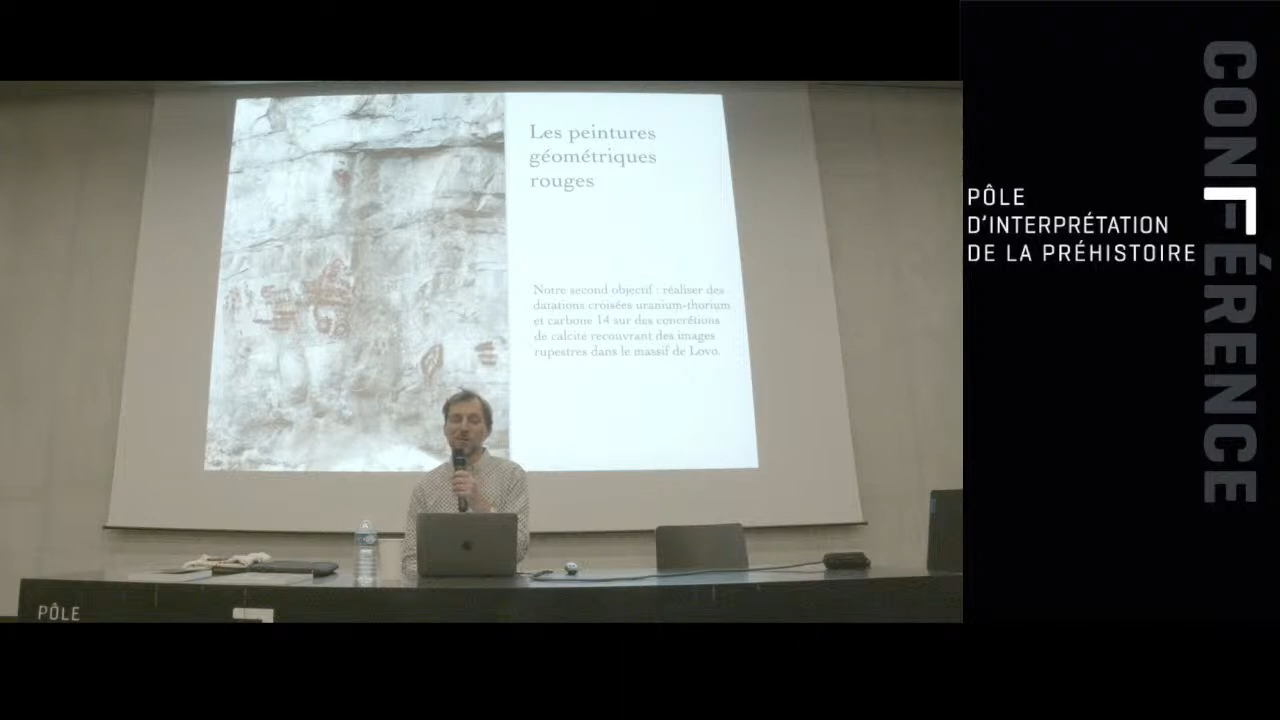 Les peintures
géométriques
rouges
Notre second objectif : réaliser des
datations croisées uranium-thorium
et carbone 14 sur des concrétions
de calcite recouvrant des images
rupestres dans le massif de Lovo.
PÔLE
D'INTERPRÉTATION
DE LA PRÉHISTOIRE
CONFÉRENCE
PÔLE